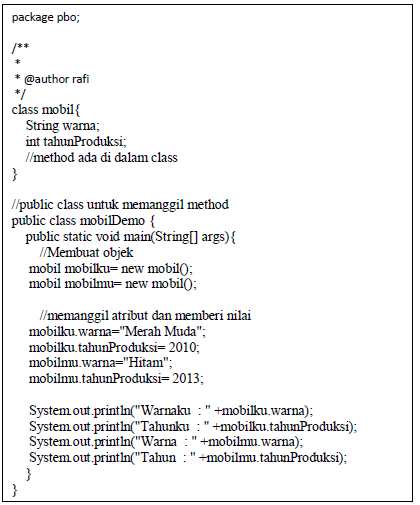 package pbo;
/**
*
* @author rafi
*/
class mobil{
String warna;
int tahunProduksi;
//method ada di dalam class
}
//public class untuk memanggil method
public class mobilDemo {
public static void main(String[] args){
//Membuat objek
mobil mobilku= new mobil();
mobil mobilmu= new mobil();
//memanggil atribut dan memberi nilai
mobilku.warna="Merah Muda";
mobilku.tahunProduksi= 2010;
mobilmu.warna="Hitam";
mobilmu.tahunProduksi= 2013;
System.out.println("Warnaku : " +mobilku.warna);
System.out.println("Tahunku : " +mobilku.tahunProduksi);
System.out.println("Warna : " +mobilmu.warna);
System.out.println("Tahun : " +mobilmu.tahunProduksi);
}
}